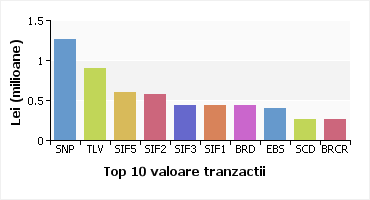 Lei (milioane)
1.5
1
0.5
0
SNP TLV SIF5 SIF2 SIF3 SIF1 BRD EBS SCD BRCR
Top 10 valoare tranzactii